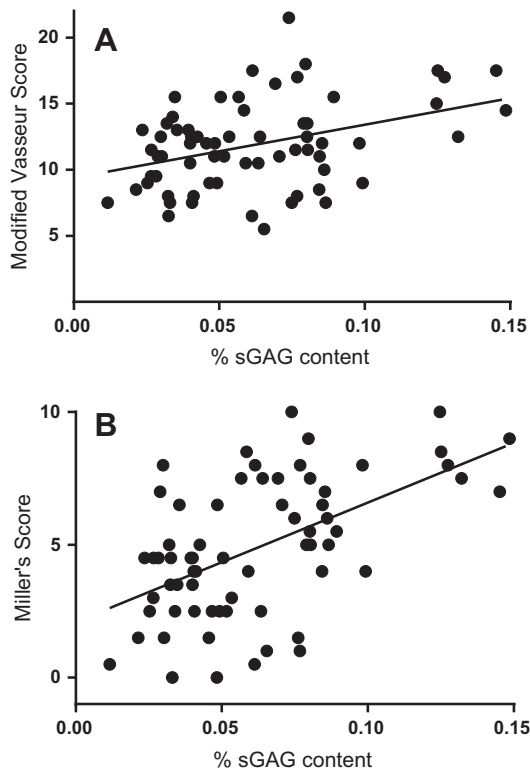 A
20
15
10
5
Modified Vasseur Score
0.00 0.05 0.10 0.15
% sGAG content
B
10
5
0
Miller's Score
0.00 0.05 0.10 0.15
% sGAG content